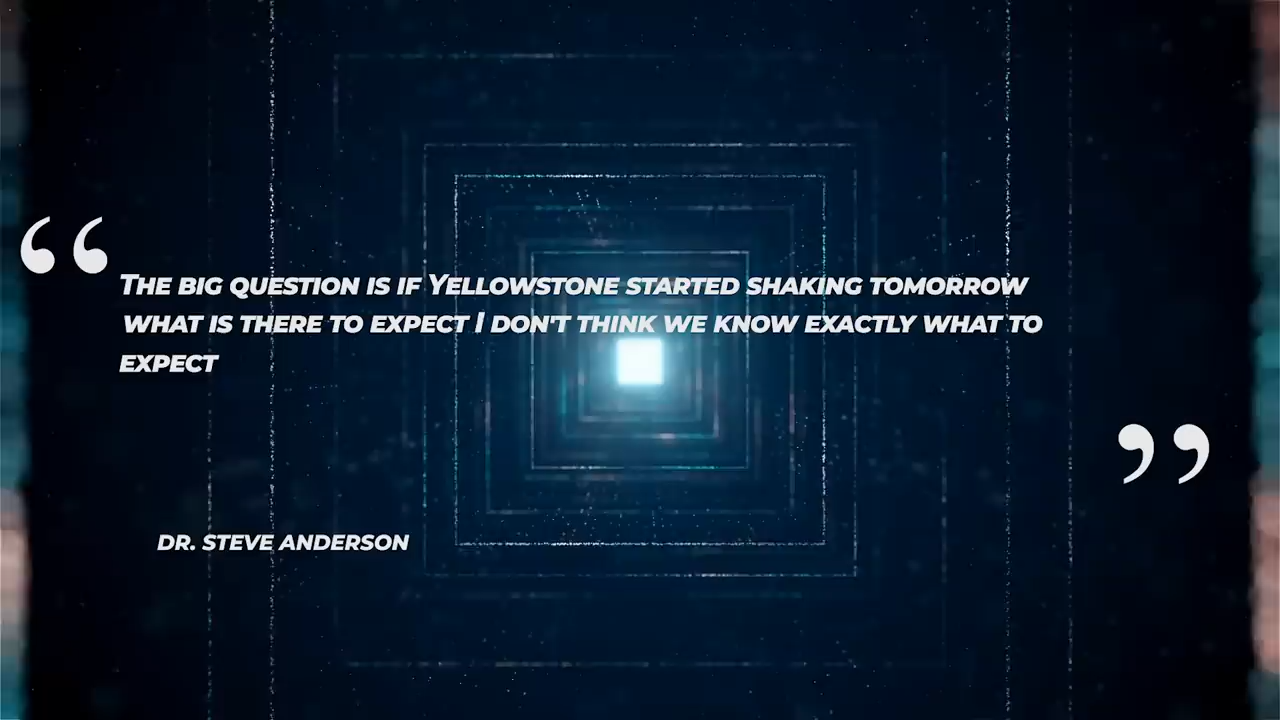 “
The big question is if Yellowstone started shaking tomorrow
what is there to expect I don't think we know exactly what to
expect
”
Dr. Steve Anderson